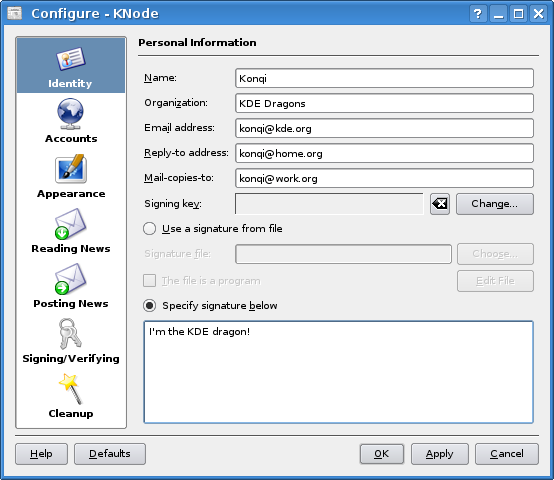 Configure - KNode
Identity
Accounts
Appearance
Reading News
Posting News
Signing/Verifying
Cleanup
Personal Information
Name: Konqi
Organization: KDE Dragons
Email address: konqi@kde.org
Reply-to address: konqi@home.org
Mail-copies-to: konqi@work.org
Signing key: Change...
Use a signature from file
Signature file: Choose...
The file is a program Edit File
Specify signature below
I'm the KDE dragon!
Help Defaults OK Apply Cancel